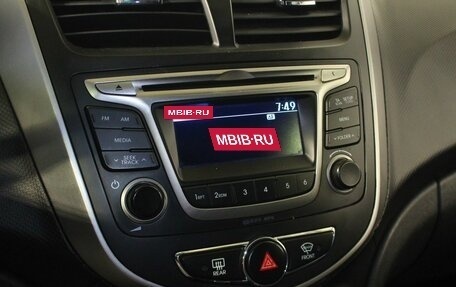 7:49
MBIB-RU
MBIB-RU
FM AM
MEDIA
SEEK
TRACK
SETUP
MENU
FOLDER
1RPT 2RDM 3 4 5 6
REAR
FRONT